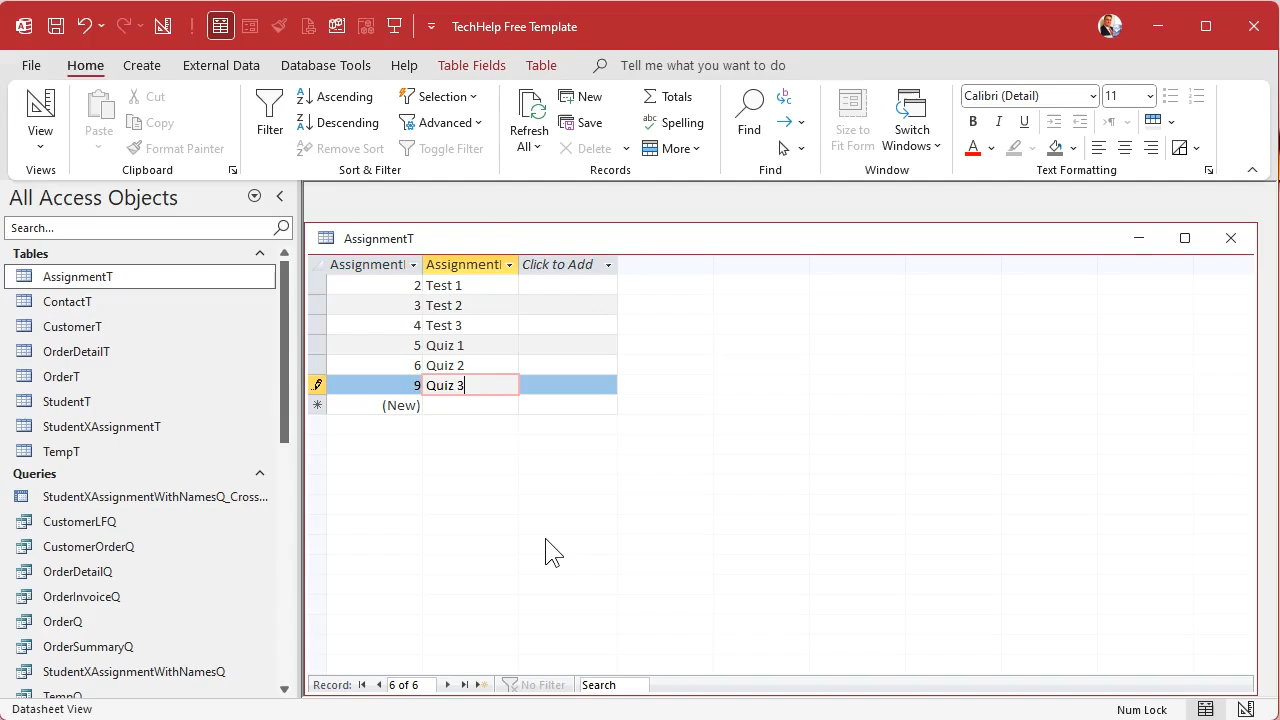 TechHelp Free Template
File Home Create External Data Database Tools Help Table Fields Table Tell me what you want to do
View
Views
Paste
Cut
Copy
Format Painter
Clipboard
Filter
Ascending
Descending
Remove Sort
Selection
Advanced
Toggle Filter
Sort & Filter
Refresh
All
New
Save
Delete
Totals
Spelling
More
Records
Find
Find
Size to
Fit Form
Switch
Windows
Window
Calibri (Detail) 11
B I U
A
Text Formatting
All Access Objects
Search...
Tables
AssignmentT
ContactT
CustomerT
OrderDetailT
OrderT
StudentT
StudentXAssignmentT
TempT
Queries
StudentXAssignmentWithNamesQ_Cross...
CustomerLFQ
CustomerOrderQ
OrderDetailQ
OrderInvoiceQ
OrderQ
OrderSummaryQ
StudentXAssignmentWithNamesQ
TempQ
AssignmentT
AssignmentI AssignmentI Click to Add
2 Test 1
3 Test 2
4 Test 3
5 Quiz 1
6 Quiz 2
9 Quiz 3
(New)
Record: 6 of 6 No Filter Search
Datasheet View Num Lock